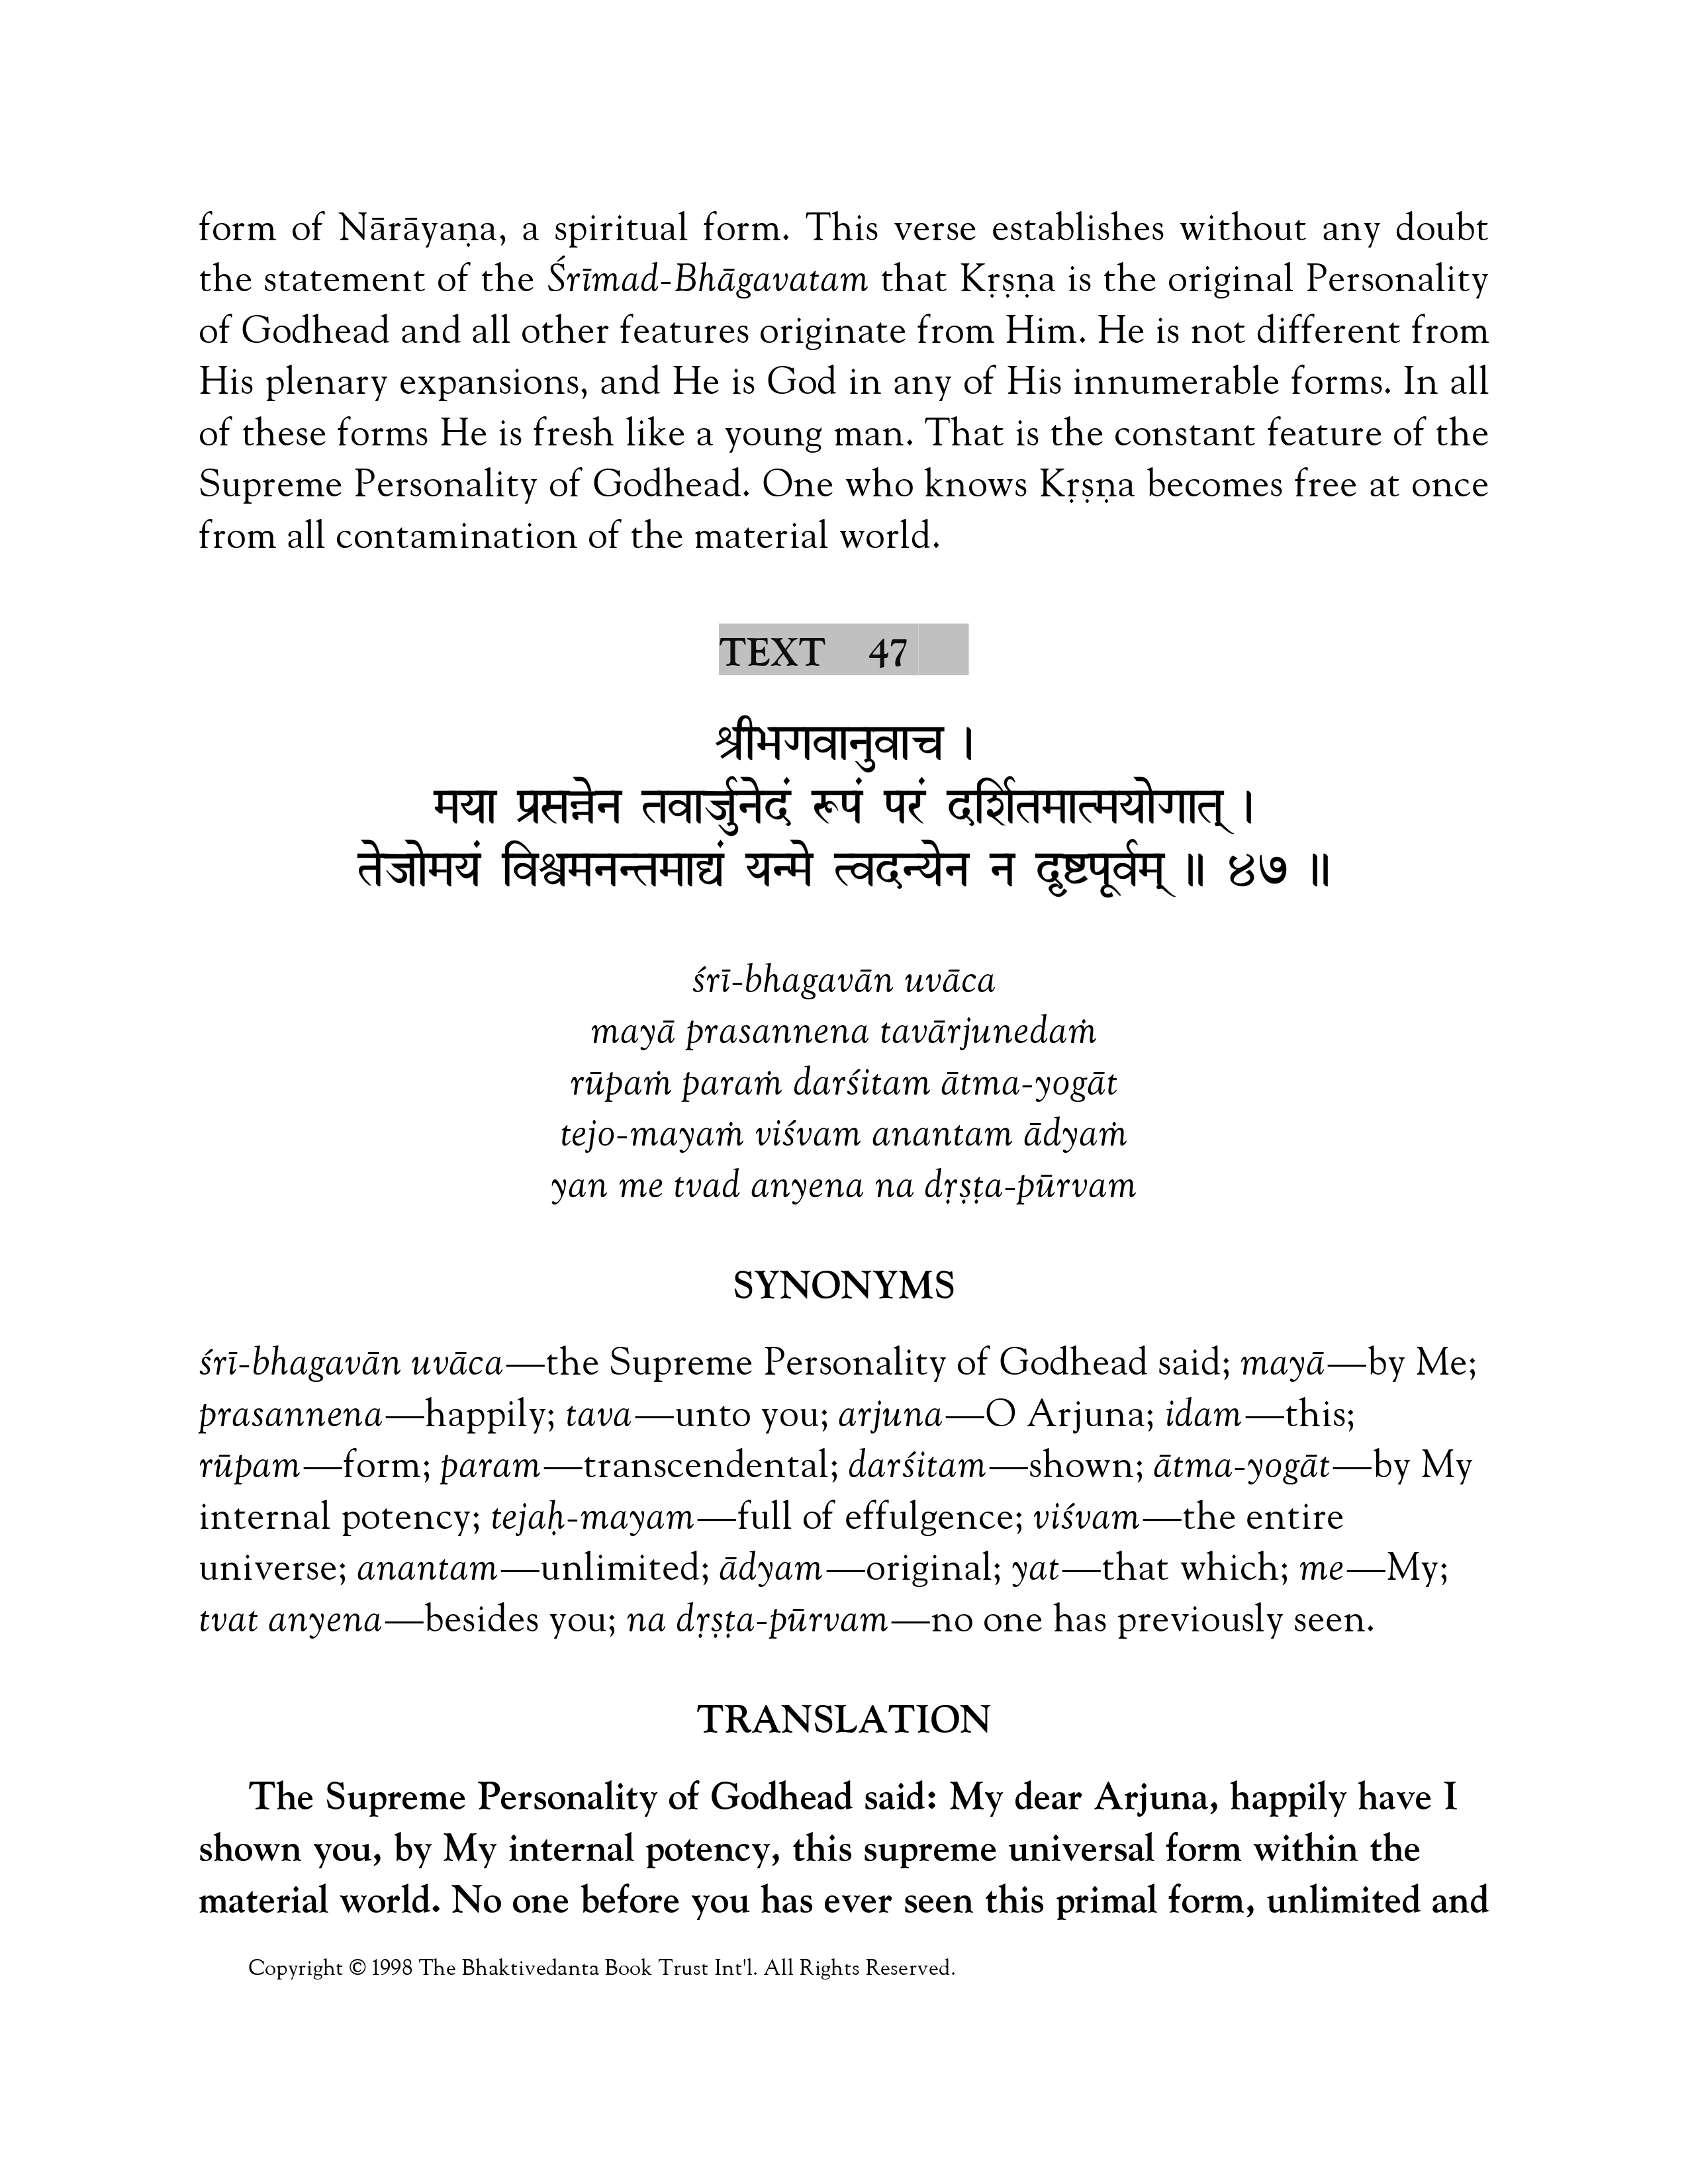 form of Nārāyaṇa, a spiritual form. This verse establishes without any doubt
the statement of the Śrīmad-Bhāgavatam that Kṛṣṇa is the original Personality
of Godhead and all other features originate from Him. He is not different from
His plenary expansions, and He is God in any of His innumerable forms. In all
of these forms He is fresh like a young man. That is the constant feature of the
Supreme Personality of Godhead. One who knows Kṛṣṇa becomes free at once
from all contamination of the material world.
TEXT 47
श्रीभगवानुवाच ।
मया प्रसन्नेन तवार्जुनेदं रूपं परं दर्शितमात्मयोगात् ।
तेजोमयं विश्वमनन्तमाद्यं यन्मे त्वदन्येन न दृष्टपूर्वम् ॥ ४७ ॥
śrī-bhagavān uvāca
mayā prasannena tavārjunedaṁ
rūpaṁ paraṁ darśitam ātma-yogāt
tejo-mayaṁ viśvam anantam ādyaṁ
yan me tvad anyena na dṛṣṭa-pūrvam
SYNONYMS
śrī-bhagavān uvāca—the Supreme Personality of Godhead said; mayā—by Me;
prasannena—happily; tava—unto you; arjuna—O Arjuna; idam—this;
rūpam—form; param—transcendental; darśitam—shown; ātma-yogāt—by My
internal potency; tejaḥ-mayam—full of effulgence; viśvam—the entire
universe; anantam—unlimited; ādyam—original; yat—that which; me—My;
tvat anyena—besides you; na dṛṣṭa-pūrvam—no one has previously seen.
TRANSLATION
The Supreme Personality of Godhead said: My dear Arjuna, happily have I
shown you, by My internal potency, this supreme universal form within the
material world. No one before you has ever seen this primal form, unlimited and
Copyright © 1998 The Bhaktivedanta Book Trust Int'l. All Rights Reserved.